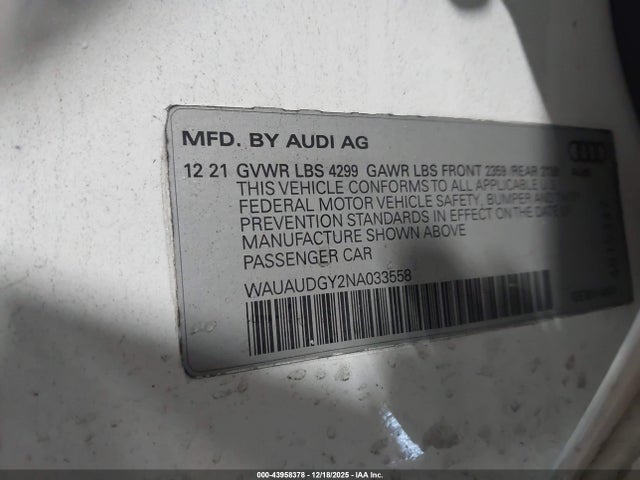 MFD. BY AUDI AG
12 21 GVWR LBS 4299 GAWR LBS FRONT 2359 /REAR
THIS VEHICLE CONFORMS TO ALL APPLICABLE U.S.
FEDERAL MOTOR VEHICLE SAFETY, BUMPER AND THEFT
PREVENTION STANDARDS IN EFFECT ON THE DATE OF
MANUFACTURE SHOWN ABOVE
PASSENGER CAR
WAUAUDGY2NA033558
AUDI
000-43958378 - 12/18/2025 - IAA Inc.